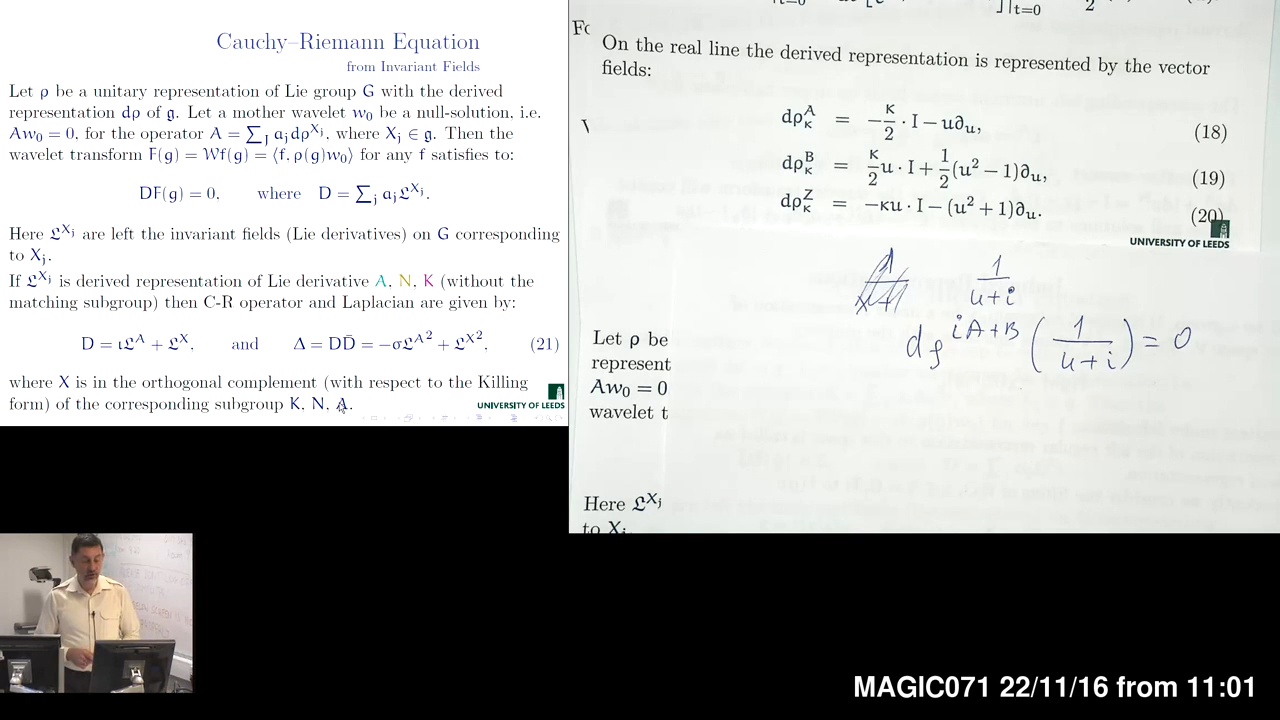 Cauchy–Riemann Equation
from Invariant Fields
Let ρ be a unitary representation of Lie group G with the derived
representation dρ of 𝔤. Let a mother wavelet w₀ be a null-solution, i.e.
Aw₀ = 0, for the operator A = ∑ⱼ aⱼdρ^{Xⱼ}, where Xⱼ ∈ 𝔤. Then the
wavelet transform F(g) = Wf(g) = ⟨f, ρ(g)w₀⟩ for any f satisfies to:
DF(g) = 0, where D = ∑ⱼ āⱼ𝔏^{Xⱼ}.
Here 𝔏^{Xⱼ} are left the invariant fields (Lie derivatives) on G corresponding
to Xⱼ.
If 𝔏^{Xⱼ} is derived representation of Lie derivative A, N, K (without the
matching subgroup) then C-R operator and Laplacian are given by:
D = ι𝔏^A + 𝔏^X, and Δ = DD̄ = −σ𝔏^{A²} + 𝔏^{X²}, (21)
where X is in the orthogonal complement (with respect to the Killing
form) of the corresponding subgroup K, N, A.
UNIVERSITY OF LEEDS
t=0
]|t=0
2
Fo
On the real line the derived representation is represented by the vector
fields:
dρ_κ^A = −κ/2 · I − u∂ᵤ, (18)
dρ_κ^B = κ/2 u · I + 1/2 (u² − 1)∂ᵤ, (19)
dρ_κ^Z = −κu · I − (u² + 1)∂ᵤ. (20)
UNIVERSITY OF LEEDS
1/(u+i)
dρ^{iA+B} (1/(u+i)) = 0
Let ρ be
represent
Aw₀ = 0
wavelet t
Here 𝔏^{Xⱼ}
to Xⱼ.
MAGIC071 22/11/16 from 11:01